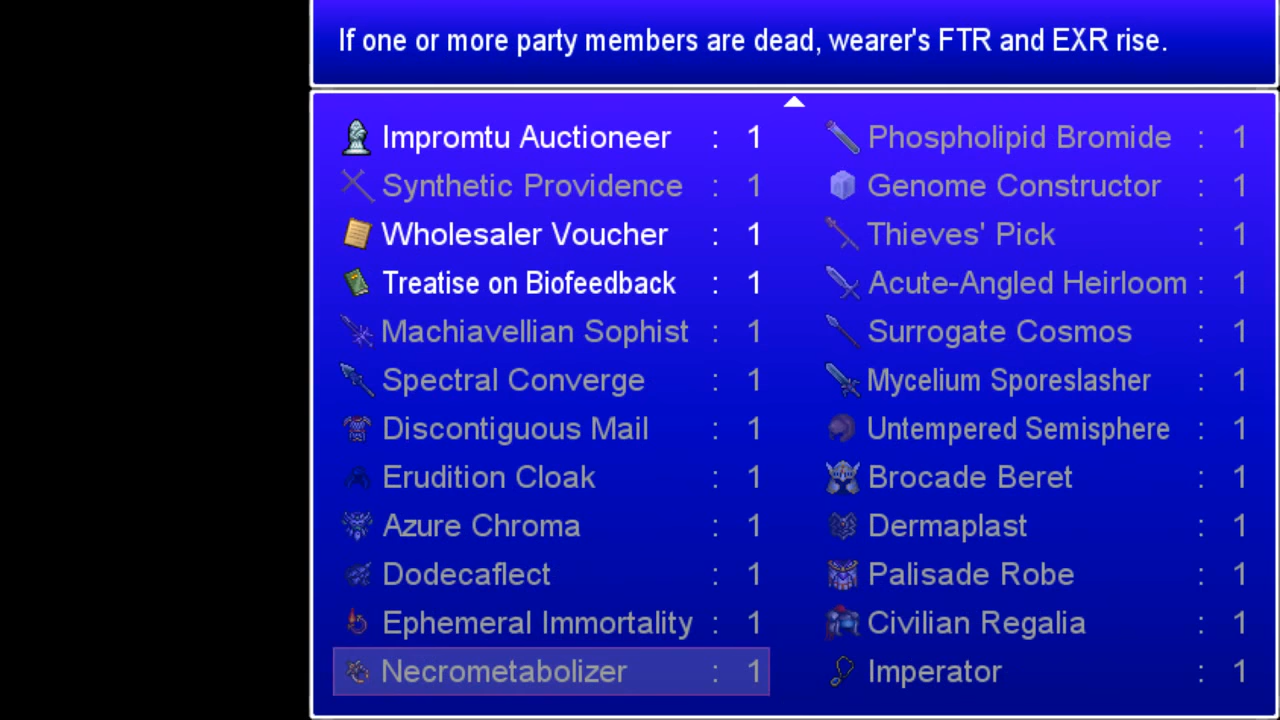 If one or more party members are dead, wearer's FTR and EXR rise.
Impromtu Auctioneer : 1 Phospholipid Bromide : 1
Synthetic Providence : 1 Genome Constructor : 1
Wholesaler Voucher : 1 Thieves' Pick : 1
Treatise on Biofeedback : 1 Acute-Angled Heirloom : 1
Machiavellian Sophist : 1 Surrogate Cosmos : 1
Spectral Converge : 1 Mycelium Sporeslasher : 1
Discontiguous Mail : 1 Untempered Semisphere : 1
Erudition Cloak : 1 Brocade Beret : 1
Azure Chroma : 1 Dermaplast : 1
Dodecaflect : 1 Palisade Robe : 1
Ephemeral Immortality : 1 Civilian Regalia : 1
Necrometabolizer : 1 Imperator : 1